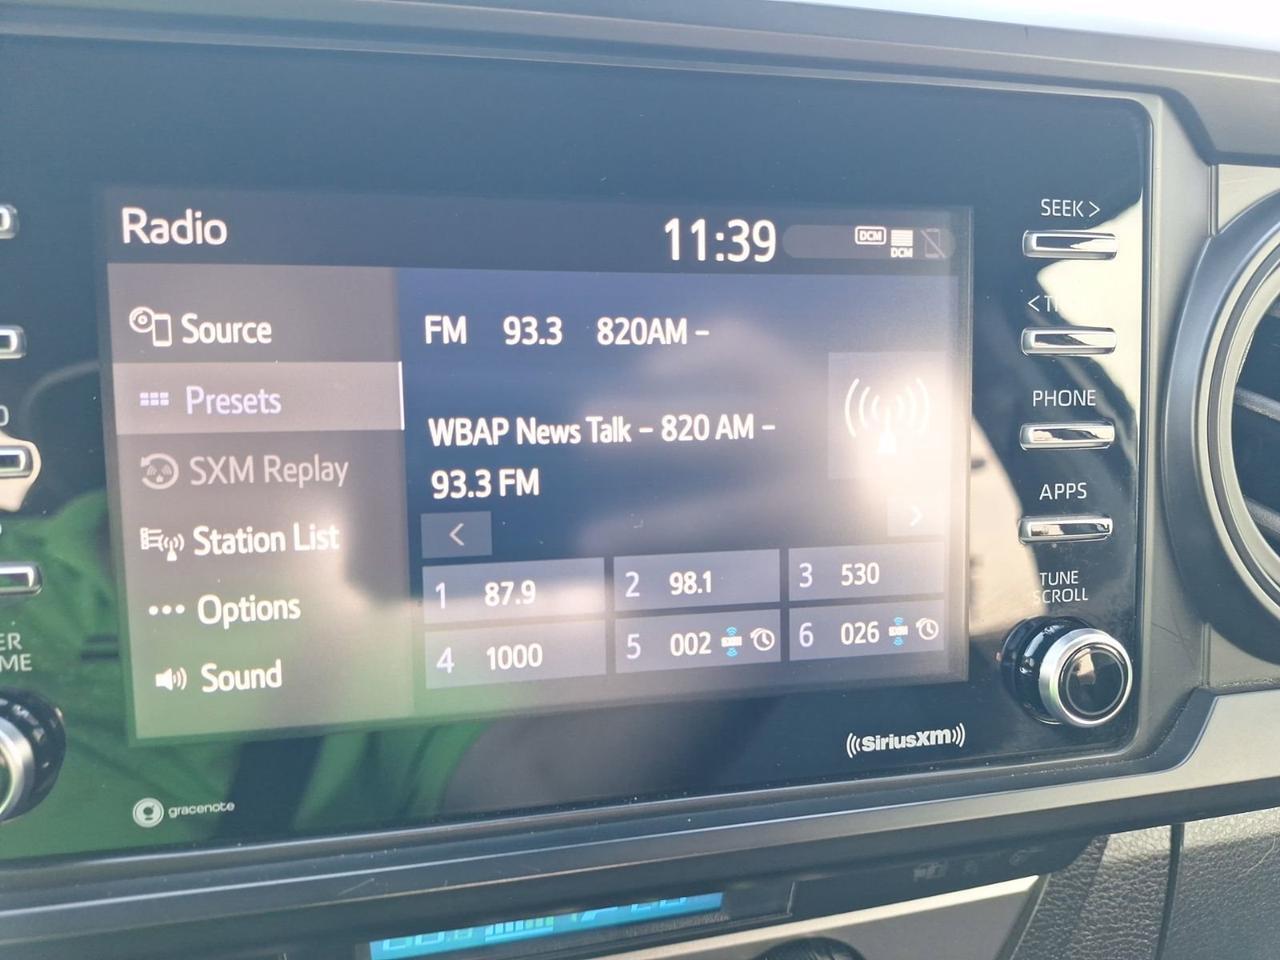 Radio
11:39
DCM
DCM
Source
Presets
SXM Replay
Station List
Options
Sound
FM 93.3 820AM –
WBAP News Talk – 820 AM –
93.3 FM
<
>
1 87.9
2 98.1
3 530
4 1000
5 002
6 026
SEEK >
<
PHONE
APPS
TUNE
SCROLL
((SiriusXM))
gracenote